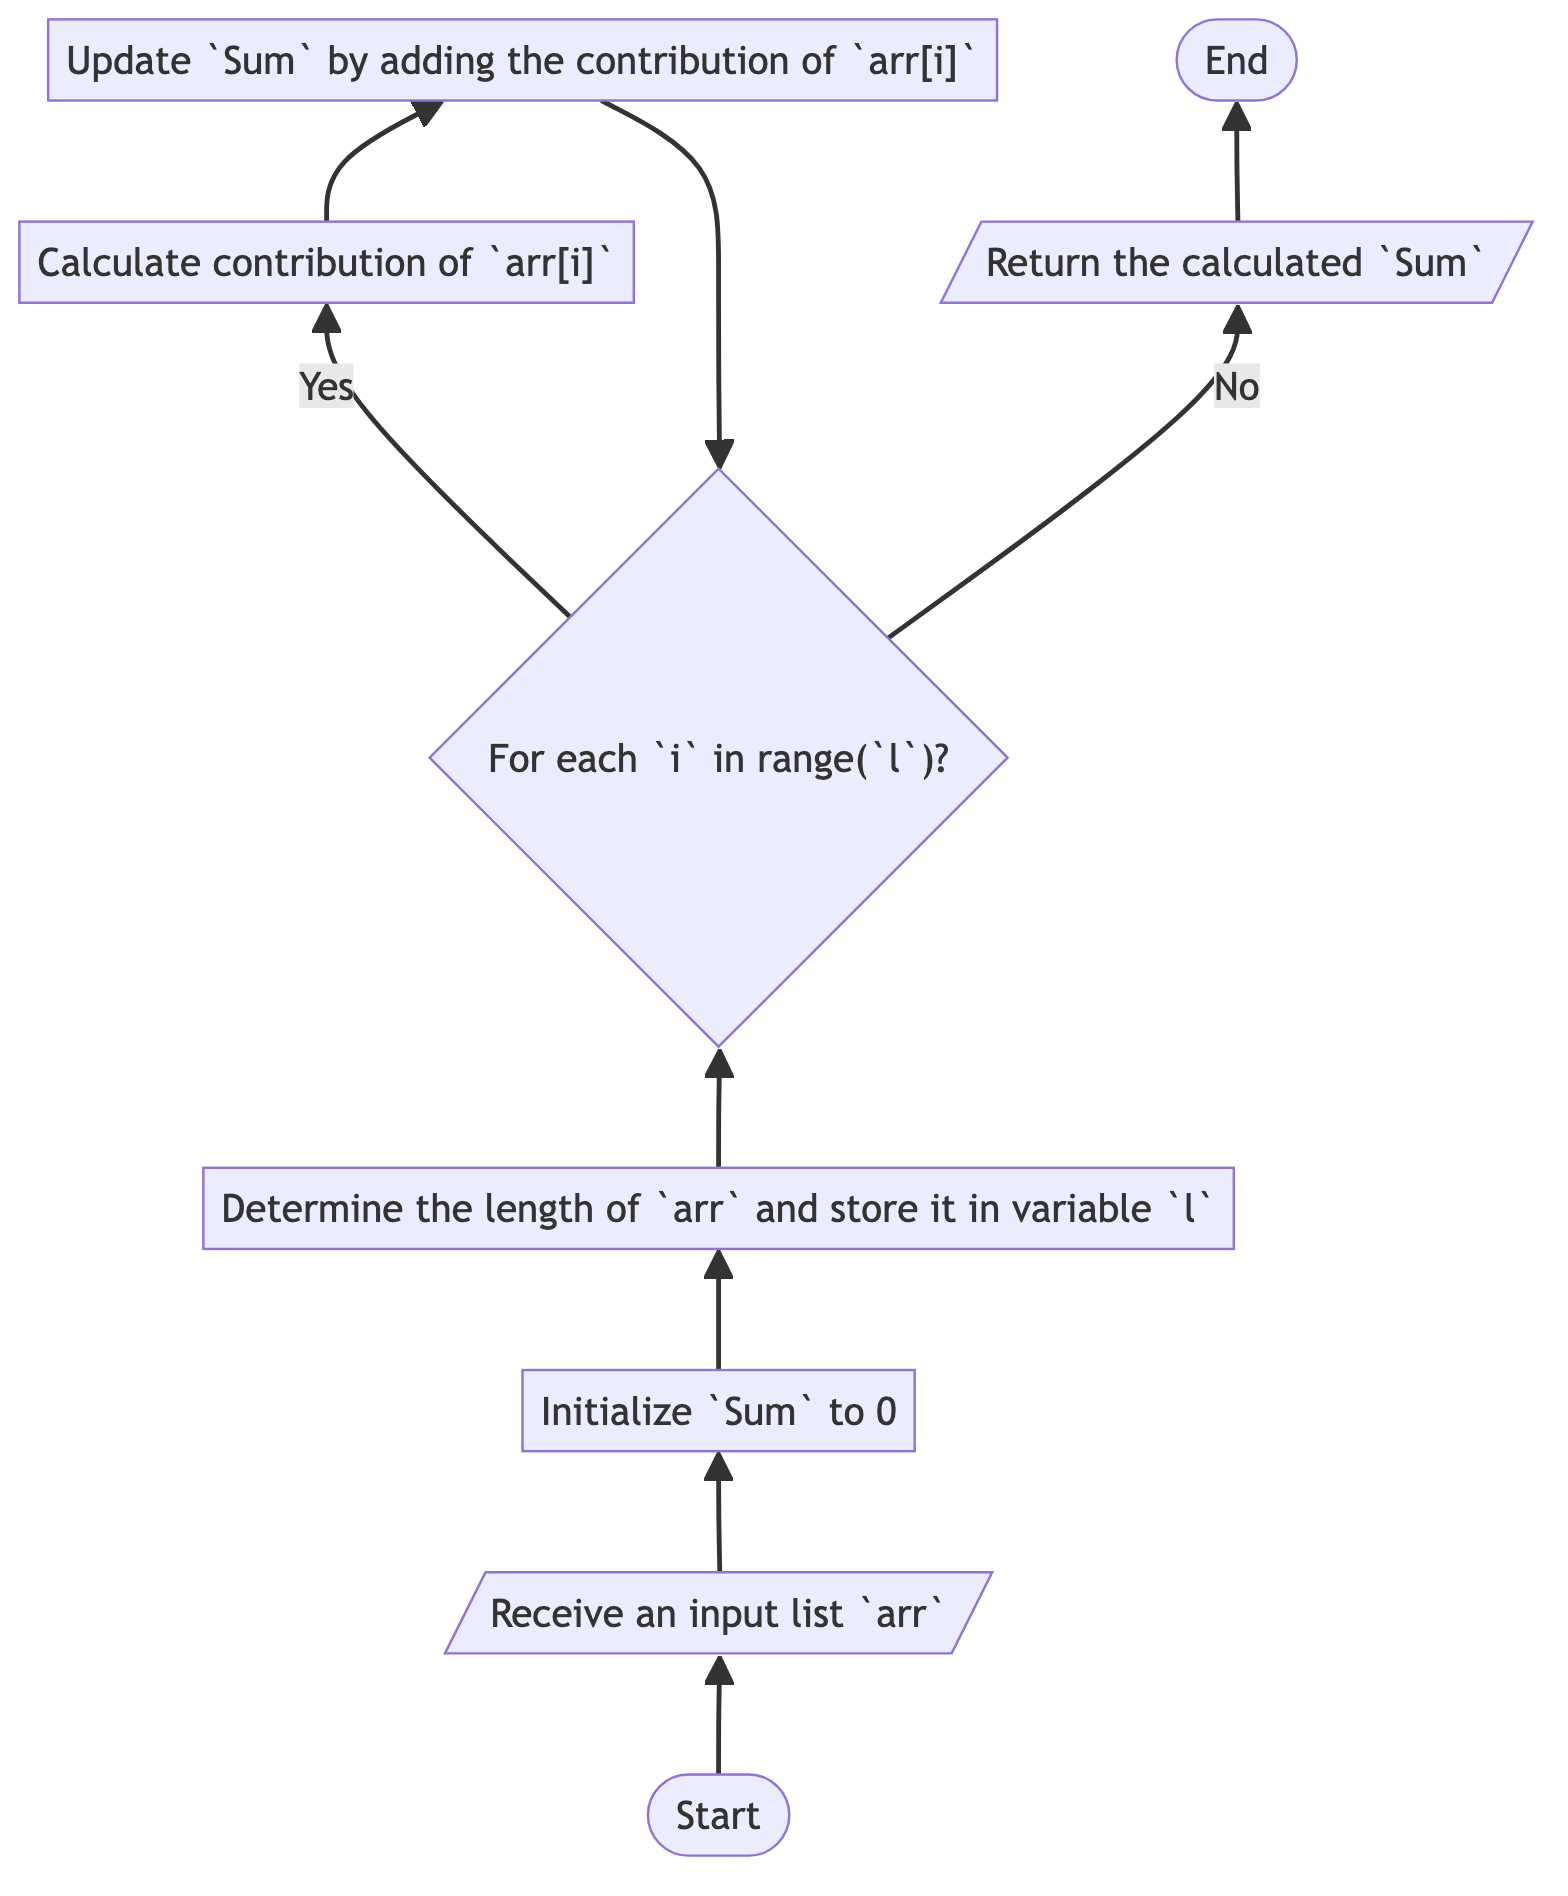 Update `Sum` by adding the contribution of `arr[i]`
End
Calculate contribution of `arr[i]`
Return the calculated `Sum`
Yes
No
For each `i` in range(`l`)?
Determine the length of `arr` and store it in variable `l`
Initialize `Sum` to 0
Receive an input list `arr`
Start